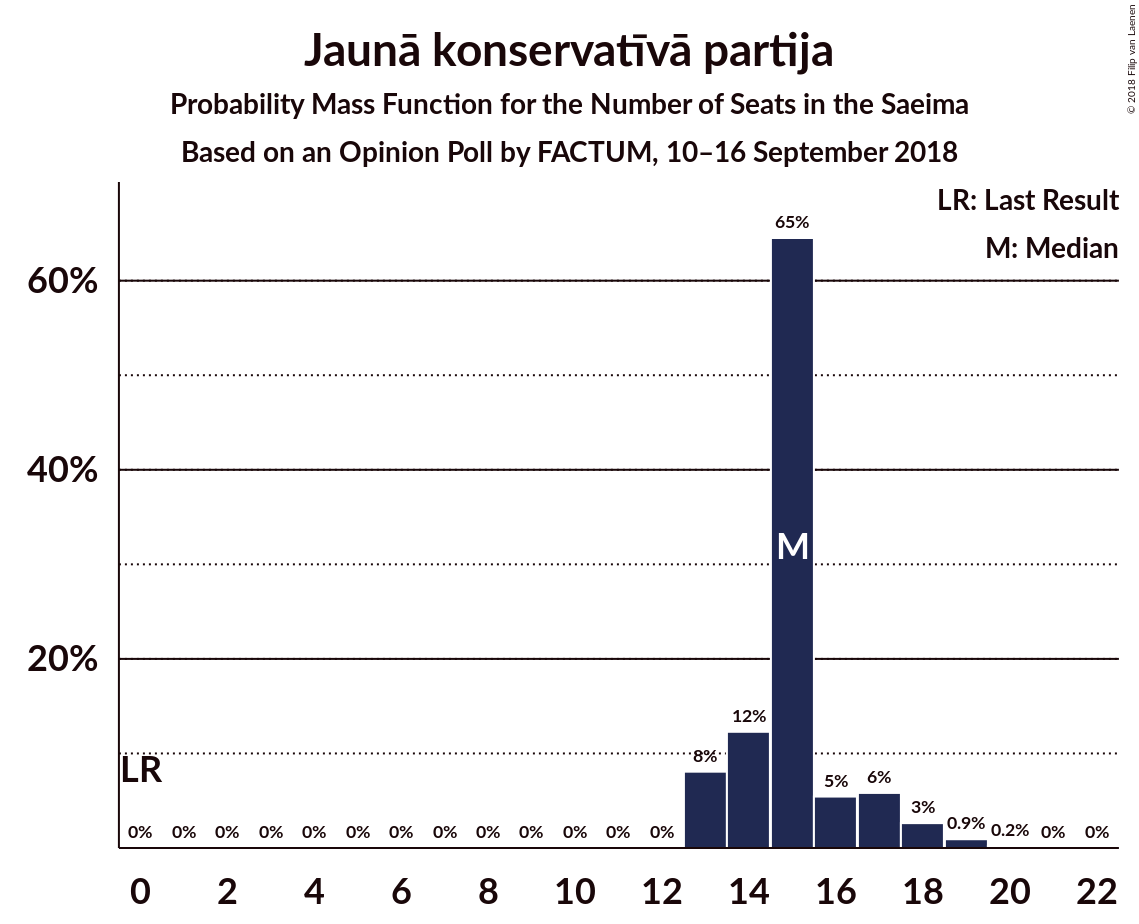 Jaunā konservatīvā partija
Probability Mass Function for the Number of Seats in the Saeima
Based on an Opinion Poll by FACTUM, 10–16 September 2018
© 2018 Filip van Laenen
LR: Last Result
M: Median
60%
40%
20%
LR
M
0% 0% 0% 0% 0% 0% 0% 0% 0% 0% 0% 0% 0% 8% 12% 65% 5% 6% 3% 0.9% 0.2% 0% 0%
0 2 4 6 8 10 12 14 16 18 20 22